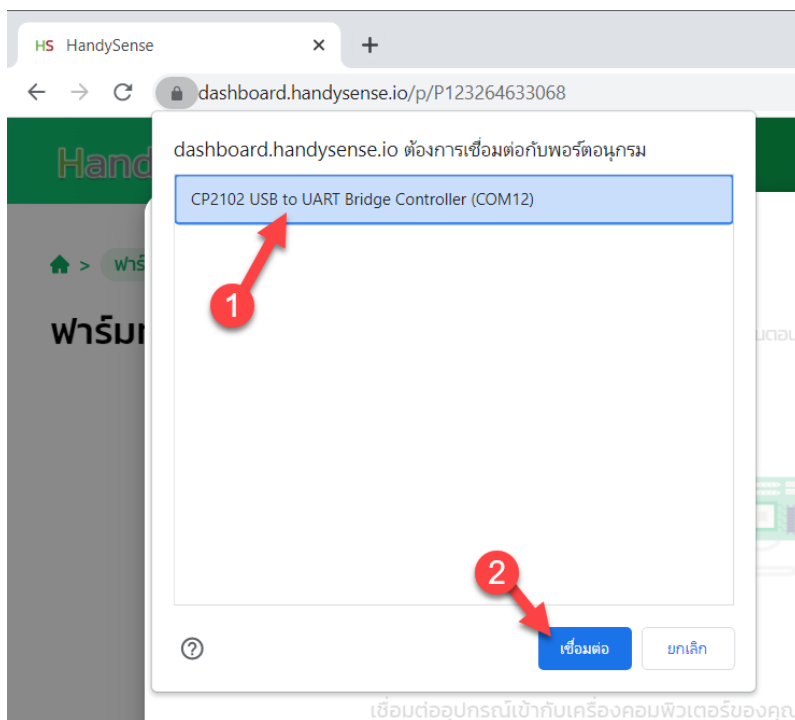 HS HandySense
dashboard.handysense.io/p/P123264633068
Hand
dashboard.handysense.io ต้องการเชื่อมต่อกับพอร์ตอนุกรม
CP2102 USB to UART Bridge Controller (COM12)
1
2
เชื่อมต่อ
ยกเลิก
เชื่อมต่ออุปกรณ์เข้ากับเครื่องคอมพิวเตอร์ของคุณ